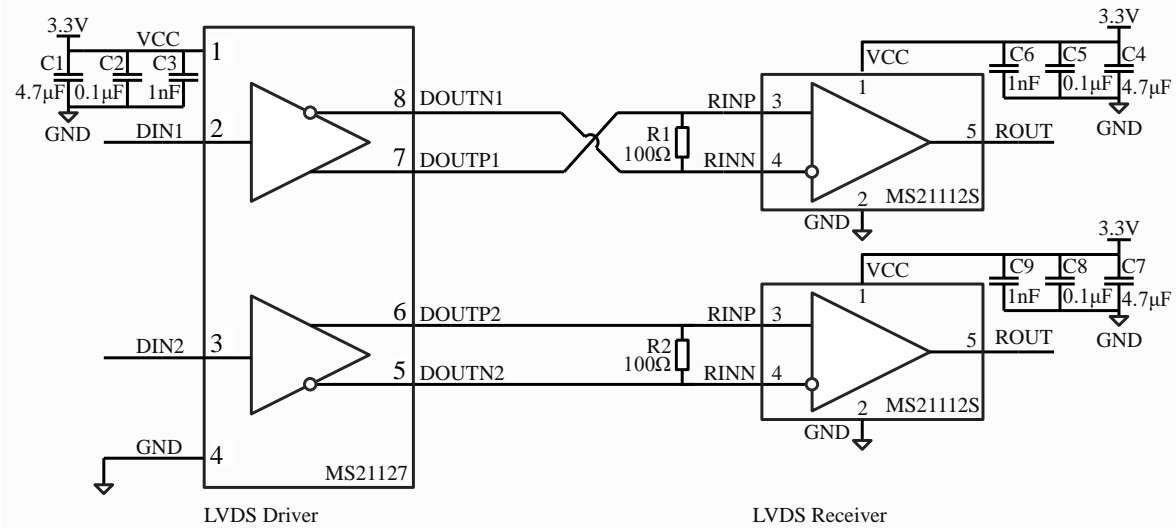 3.3V
VCC
1
C1
C2
C3
4.7μF
0.1μF
1nF
GND
DIN1
2
8
DOUTN1
7
DOUTP1
DIN2
3
6
DOUTP2
5
DOUTN2
GND
4
MS21127
LVDS Driver
R1
100Ω
R2
100Ω
3.3V
VCC
1
C6
C5
C4
1nF
0.1μF
4.7μF
GND
RINP
3
RINN
4
5
ROUT
2
GND
MS21112S
3.3V
VCC
1
C9
C8
C7
1nF
0.1μF
4.7μF
GND
RINP
3
RINN
4
5
ROUT
2
GND
MS21112S
LVDS Receiver